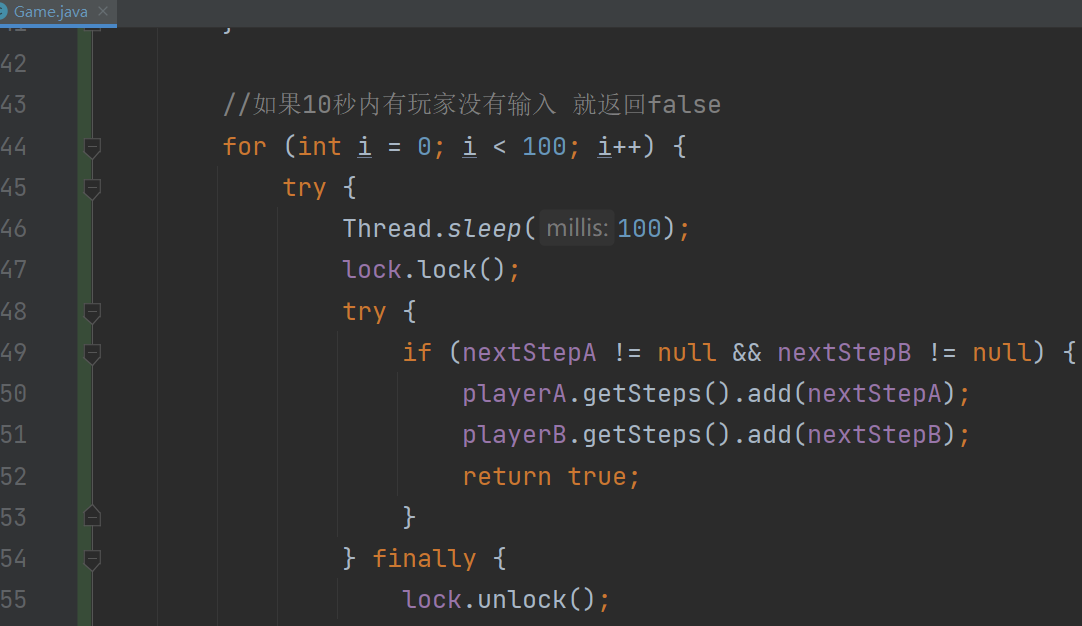 Game.java
42
43 //如果10秒内有玩家没有输入 就返回false
44 for (int i = 0; i < 100; i++) {
45 try {
46 Thread.sleep( millis: 100);
47 lock.lock();
48 try {
49 if (nextStepA != null && nextStepB != null) {
50 playerA.getSteps().add(nextStepA);
51 playerB.getSteps().add(nextStepB);
52 return true;
53 }
54 } finally {
55 lock.unlock();